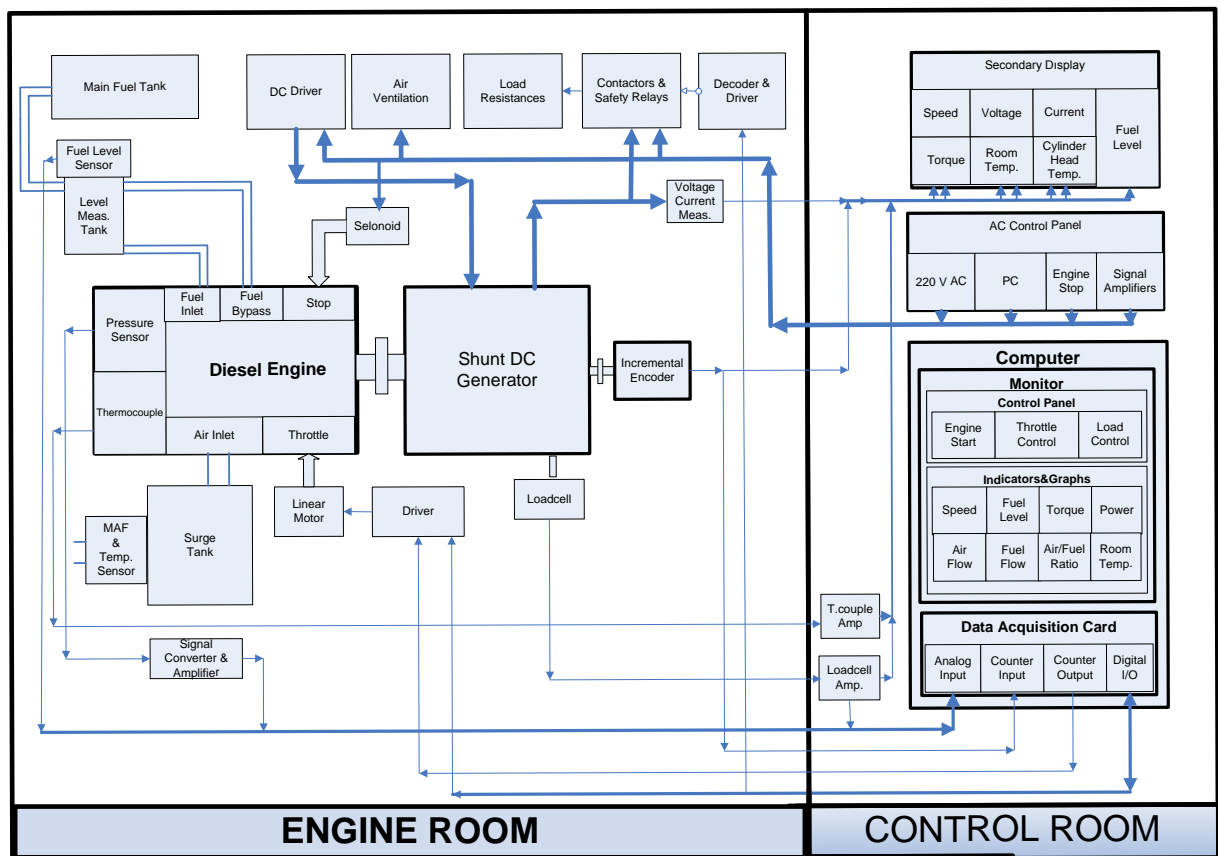 Main Fuel Tank
DC Driver
Air
Ventilation
Load
Resistances
Contactors &
Safety Relays
Decoder &
Driver
Fuel Level
Sensor
Level
Meas.
Tank
Selonoid
Voltage
Current
Meas.
Pressure
Sensor
Fuel
Inlet
Fuel
Bypass
Stop
Diesel Engine
Thermocouple
Air Inlet
Throttle
Shunt DC
Generator
Incremental
Encoder
MAF
&
Temp.
Sensor
Surge
Tank
Linear
Motor
Driver
Loadcell
Signal
Converter &
Amplifier
ENGINE ROOM
Secondary Display
Speed
Voltage
Current
Fuel
Level
Torque
Room
Temp.
Cylinder
Head
Temp.
AC Control Panel
220 V AC
PC
Engine
Stop
Signal
Amplifiers
Computer
Monitor
Control Panel
Engine
Start
Throttle
Control
Load
Control
Indicators&Graphs
Speed
Fuel
Level
Torque
Power
Air
Flow
Fuel
Flow
Air/Fuel
Ratio
Room
Temp.
T.couple
Amp
Loadcell
Amp.
Data Acquisition Card
Analog
Input
Counter
Input
Counter
Output
Digital
I/O
CONTROL ROOM